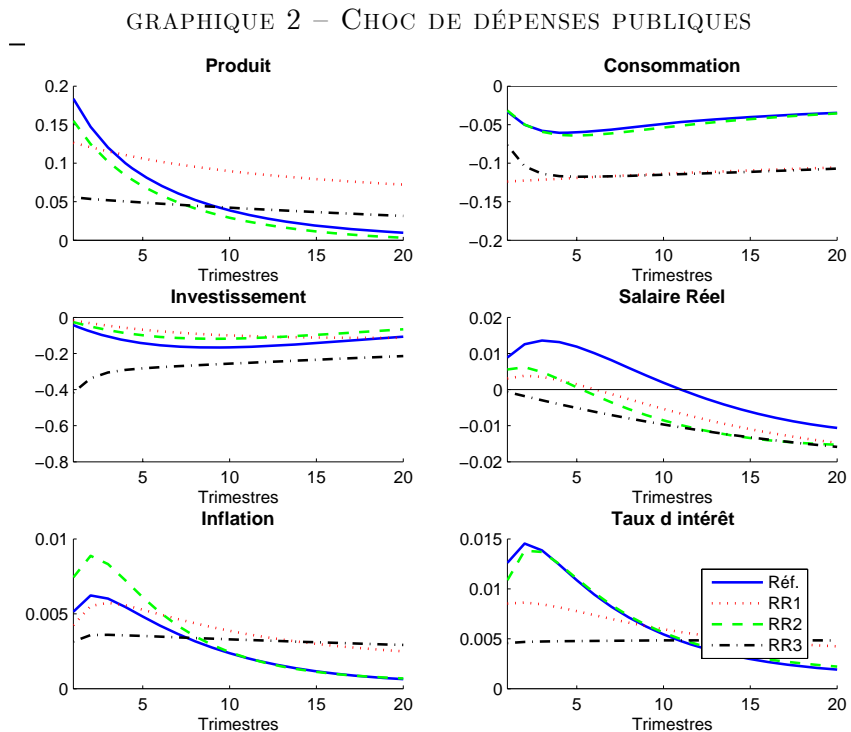 GRAPHIQUE 2 – CHOC DE DÉPENSES PUBLIQUES
Produit
0.2
0.15
0.1
0.05
0
5 10 15 20
Trimestres
Consommation
0
−0.05
−0.1
−0.15
−0.2
5 10 15 20
Trimestres
Investissement
0
−0.2
−0.4
−0.6
−0.8
5 10 15 20
Trimestres
Salaire Réel
0.02
0.01
0
−0.01
−0.02
5 10 15 20
Trimestres
Inflation
0.01
0.005
0
5 10 15 20
Trimestres
Taux d intérêt
0.015
0.01
0.005
0
5 10 15 20
Trimestres
Réf.
RR1
RR2
RR3